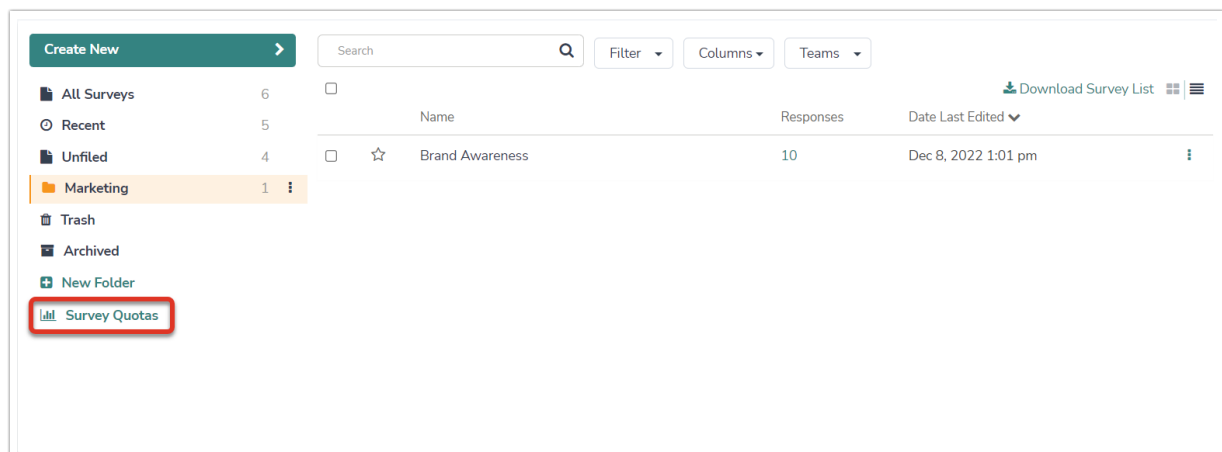 Create New
Search
Filter
Columns
Teams
All Surveys 6
Download Survey List
Recent 5
Name Responses Date Last Edited
Unfiled 4
Brand Awareness 10 Dec 8, 2022 1:01 pm
Marketing 1
Trash
Archived
New Folder
Survey Quotas